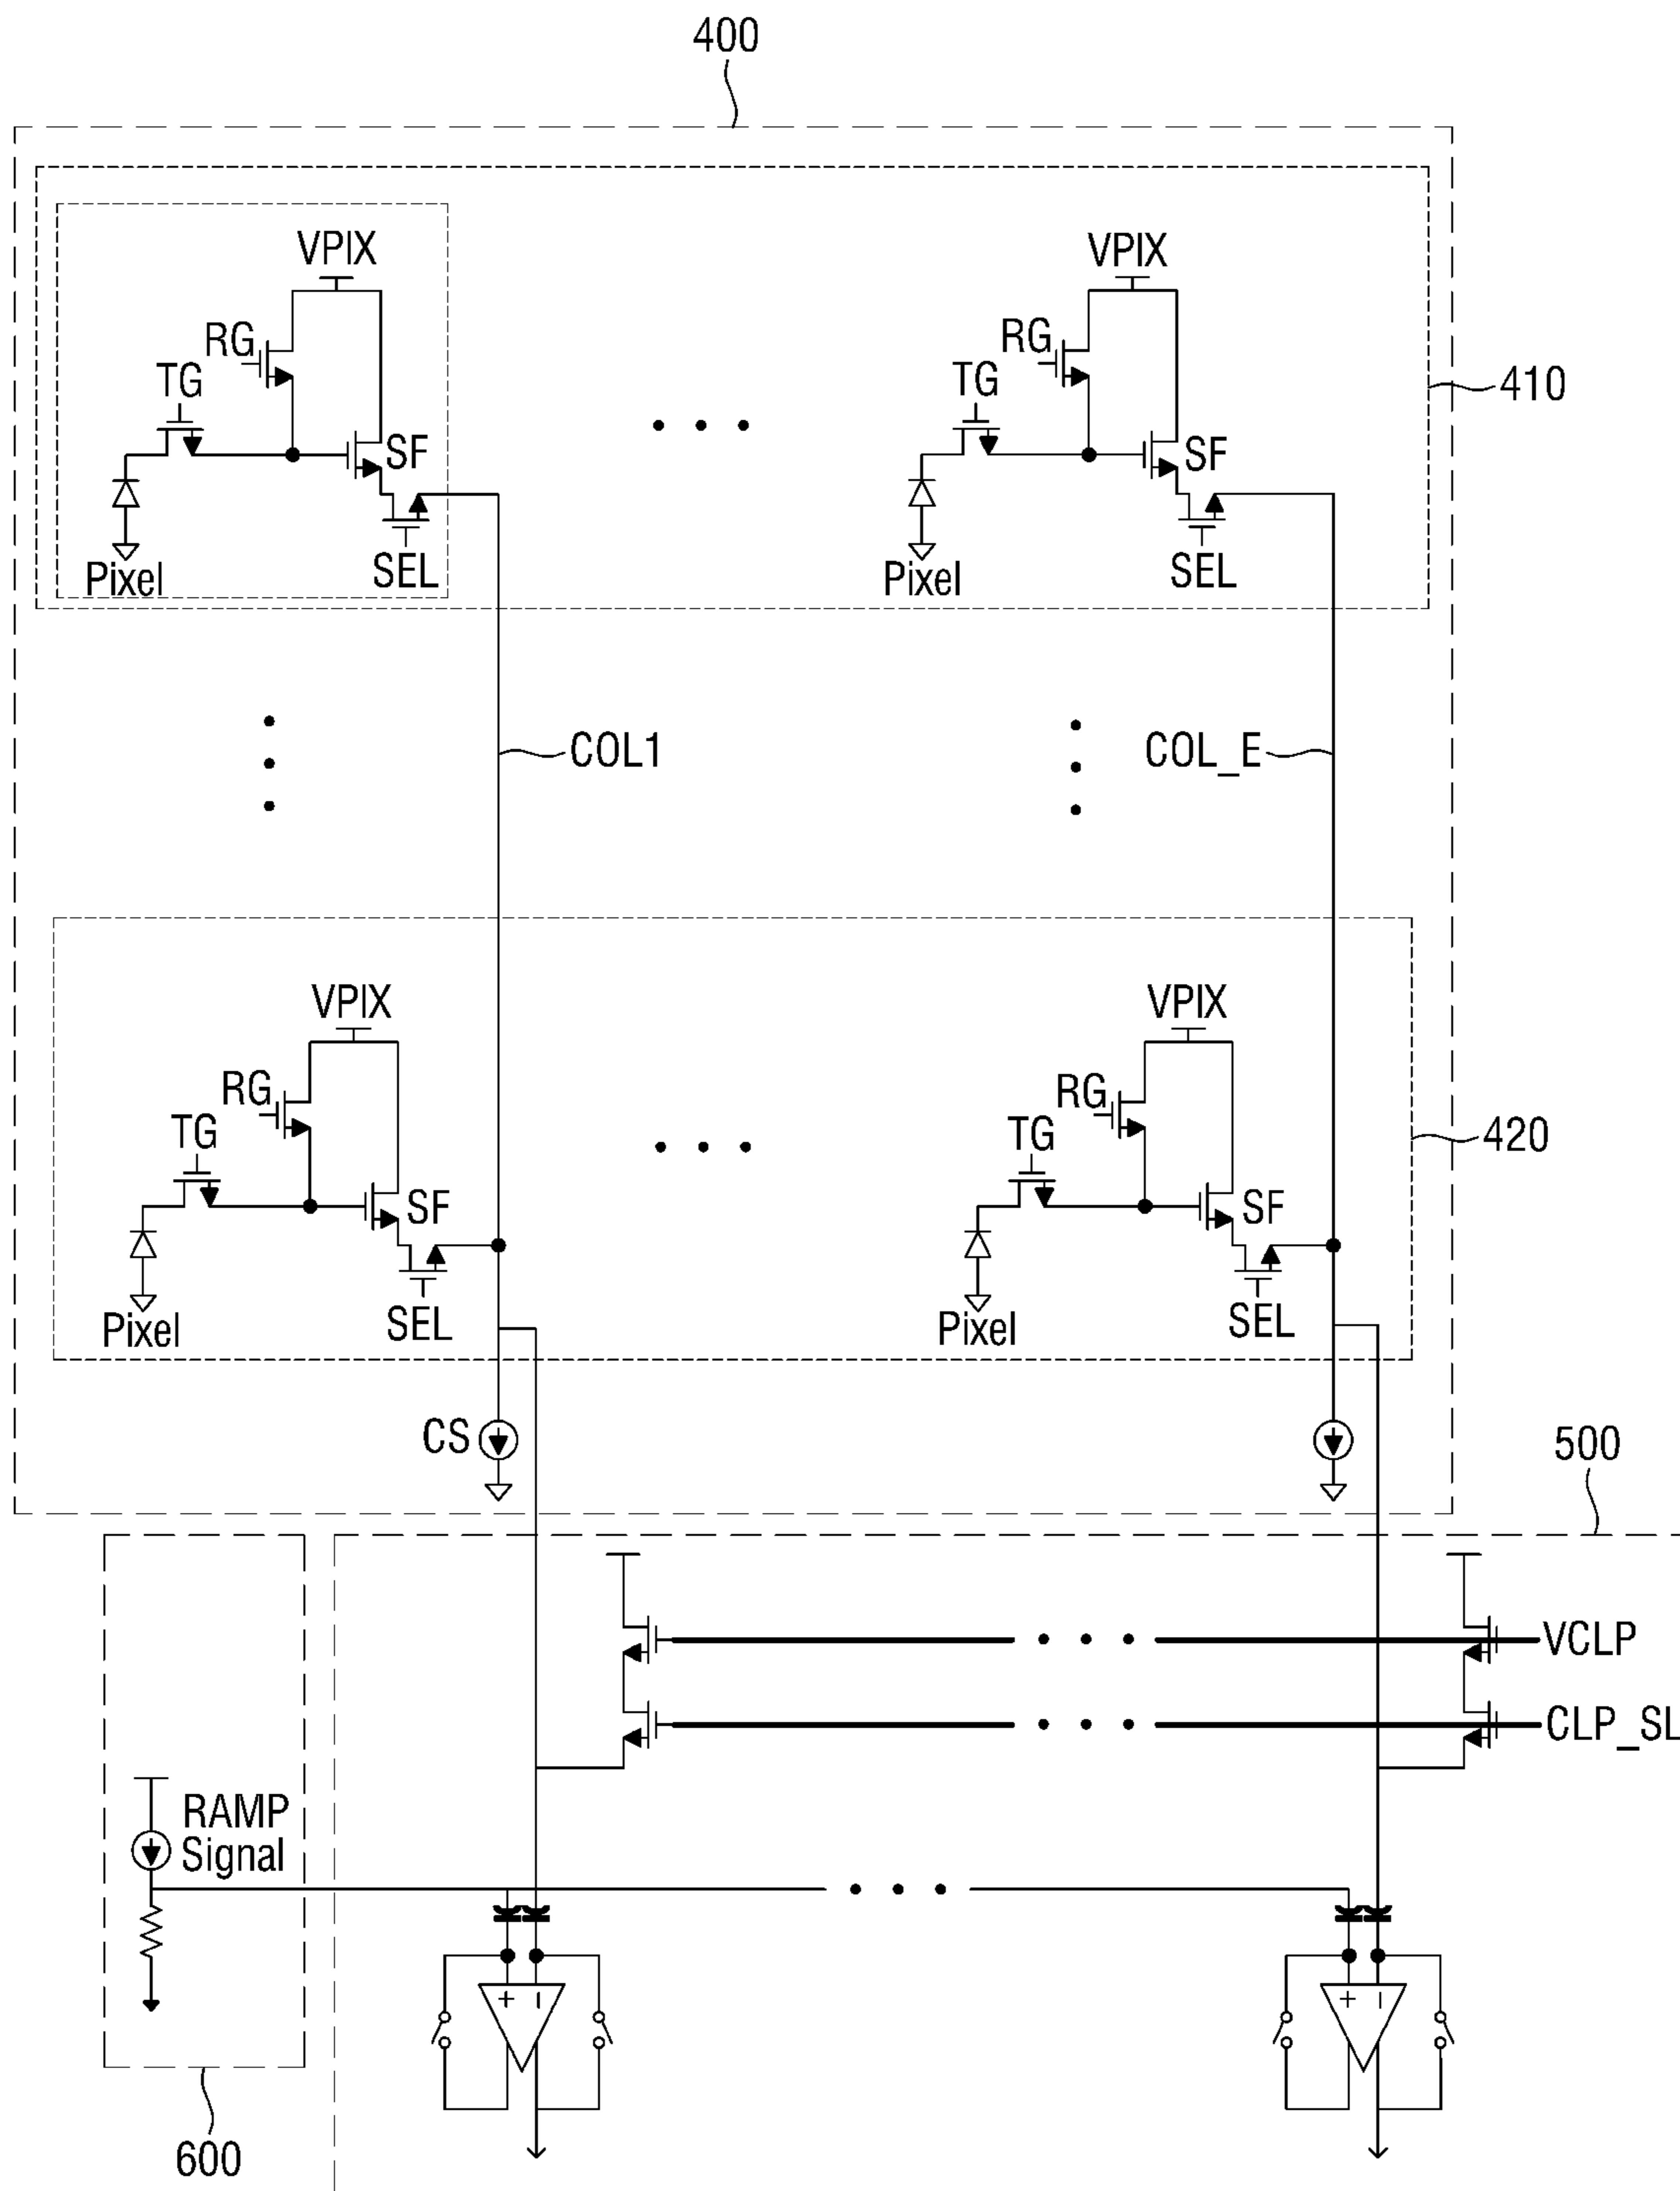 400
VPIX
VPIX
RG
RG
410
TG
TG
SF
SF
Pixel
SEL
Pixel
SEL
COL1
COL_E
VPIX
VPIX
RG
RG
TG
TG
420
SF
SF
Pixel
SEL
Pixel
SEL
CS
500
VCLP
CLP_SL
RAMP
Signal
+
−
+
−
600